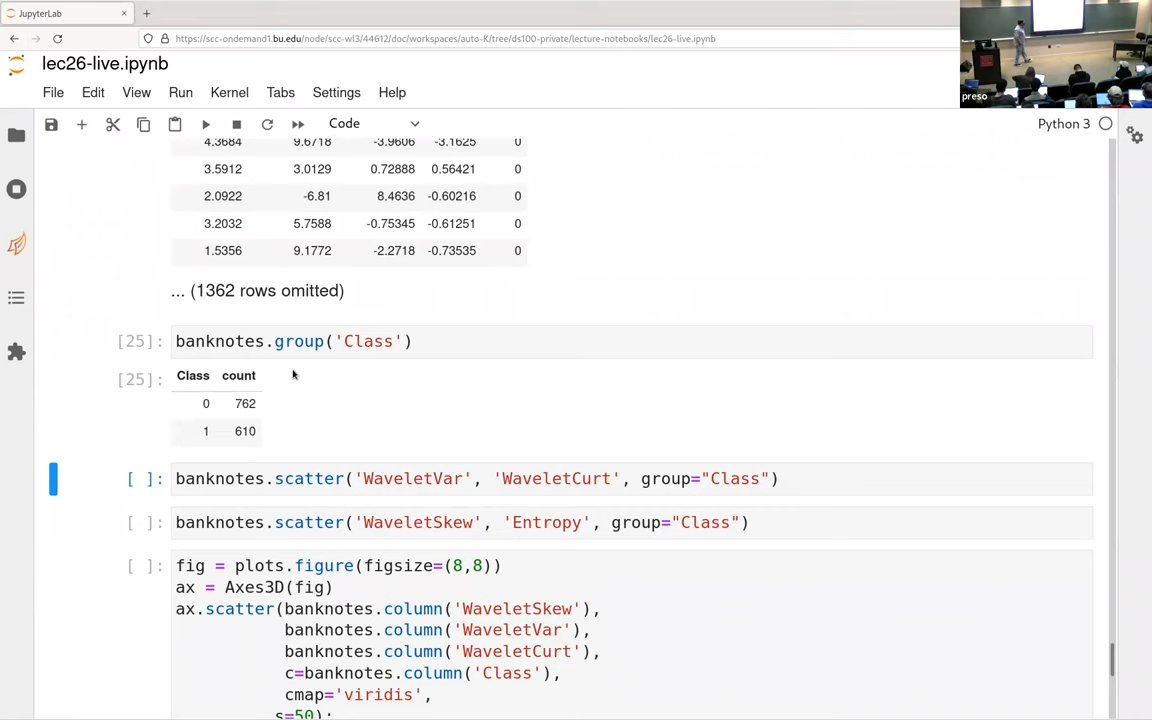 JupyterLab
https://scc-ondemand1.bu.edu/node/scc-wl3/44612/doc/workspaces/auto-K/tree/ds100-private/lecture-notebooks/lec26-live.ipynb
preso
lec26-live.ipynb
File Edit View Run Kernel Tabs Settings Help
Code
Python 3
4.3684 9.6718 -3.9606 -3.1625 0
3.5912 3.0129 0.72888 0.56421 0
2.0922 -6.81 8.4636 -0.60216 0
3.2032 5.7588 -0.75345 -0.61251 0
1.5356 9.1772 -2.2718 -0.73535 0
... (1362 rows omitted)
[25]: banknotes.group('Class')
[25]: Class count
0 762
1 610
[ ]: banknotes.scatter('WaveletVar', 'WaveletCurt', group="Class")
[ ]: banknotes.scatter('WaveletSkew', 'Entropy', group="Class")
[ ]: fig = plots.figure(figsize=(8,8))
ax = Axes3D(fig)
ax.scatter(banknotes.column('WaveletSkew'),
banknotes.column('WaveletVar'),
banknotes.column('WaveletCurt'),
c=banknotes.column('Class'),
cmap='viridis',
s=50);